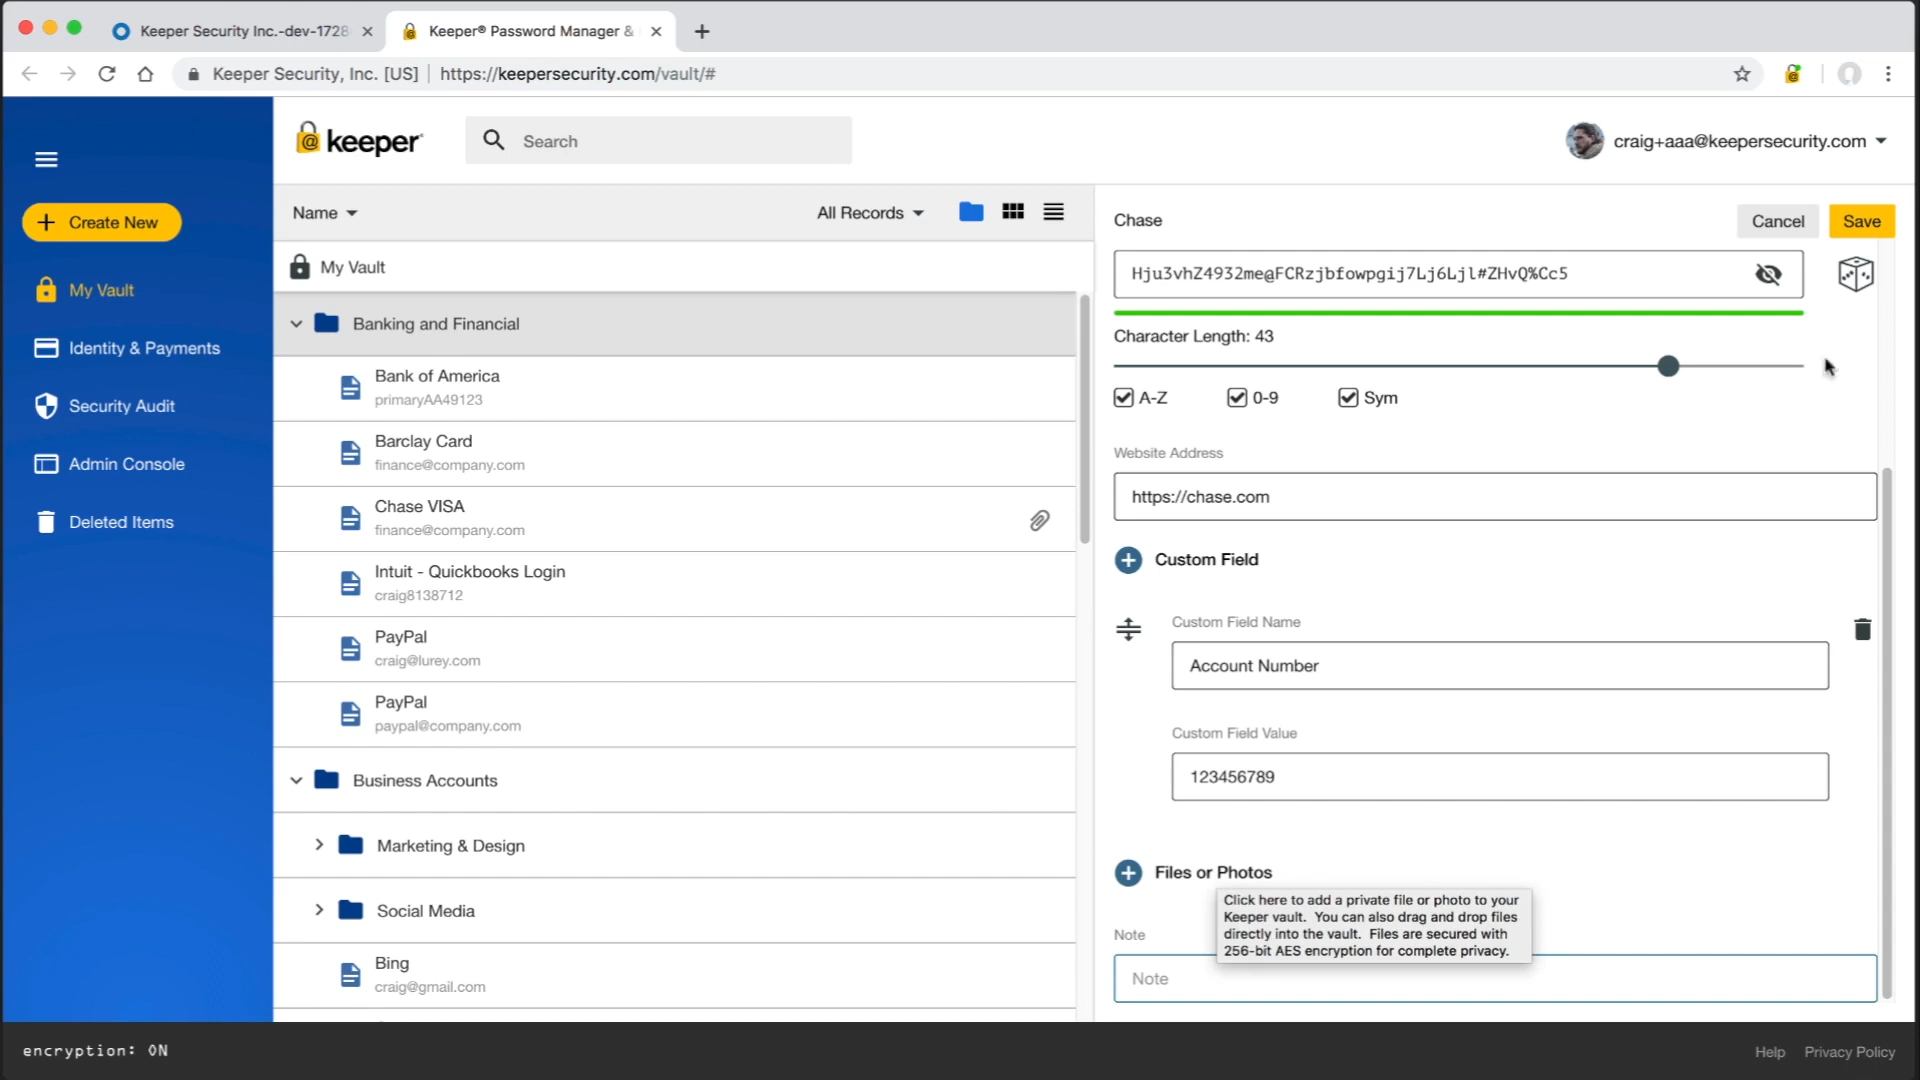 Keeper Security Inc.-dev-1728
Keeper® Password Manager &
Keeper Security, Inc. [US] https://keepersecurity.com/vault/#
keeper
Search
craig+aaa@keepersecurity.com
Create New
My Vault
Identity & Payments
Security Audit
Admin Console
Deleted Items
Name
All Records
My Vault
Banking and Financial
Bank of America
primaryAA49123
Barclay Card
finance@company.com
Chase VISA
finance@company.com
Intuit - Quickbooks Login
craig8138712
PayPal
craig@lurey.com
PayPal
paypal@company.com
Business Accounts
Marketing & Design
Social Media
Bing
craig@gmail.com
Chase
Cancel
Save
Hju3vhZ4932me@FCRzjbfowpgij7Lj6Ljl#ZHvQ%Cc5
Character Length: 43
A-Z
0-9
Sym
Website Address
https://chase.com
Custom Field
Custom Field Name
Account Number
Custom Field Value
123456789
Files or Photos
Click here to add a private file or photo to your
Keeper vault. You can also drag and drop files
directly into the vault. Files are secured with
256-bit AES encryption for complete privacy.
Note
Note
encryption: ON
Help
Privacy Policy